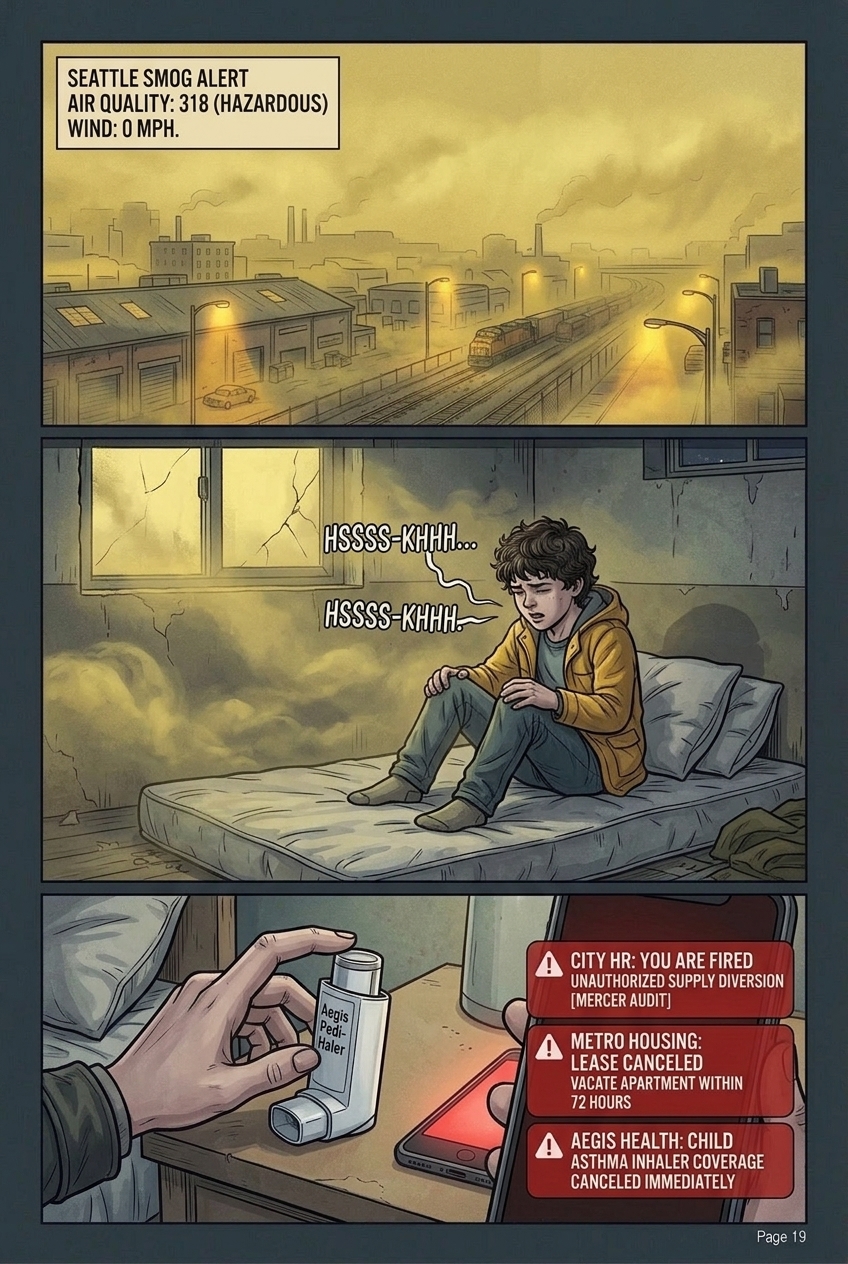 SEATTLE SMOG ALERT
AIR QUALITY: 318 (HAZARDOUS)
WIND: 0 MPH.
HSSSS-KHHH...
HSSSS-KHHH.
Aegis
Pedi-
Haler
CITY HR: YOU ARE FIRED
UNAUTHORIZED SUPPLY DIVERSION
[MERCER AUDIT]
METRO HOUSING:
LEASE CANCELED
VACATE APARTMENT WITHIN
72 HOURS
AEGIS HEALTH: CHILD
ASTHMA INHALER COVERAGE
CANCELED IMMEDIATELY
Page 19